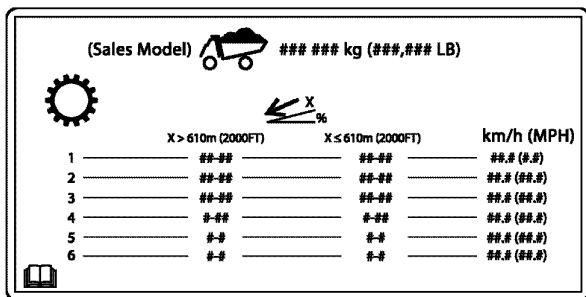 (Sales Model) ### ### kg (###,### LB)
X
%
X > 610m (2000FT) X ≤ 610m (2000FT) km/h (MPH)
1 ##-## ##-## ##.# (#.#)
2 ##-## ##-## ##.# (##.#)
3 ##-## ##-## ##.# (##.#)
4 #-## #-## ##.# (##.#)
5 #-# #-# ##.# (##.#)
6 #-# #-# ##.# (##.#)